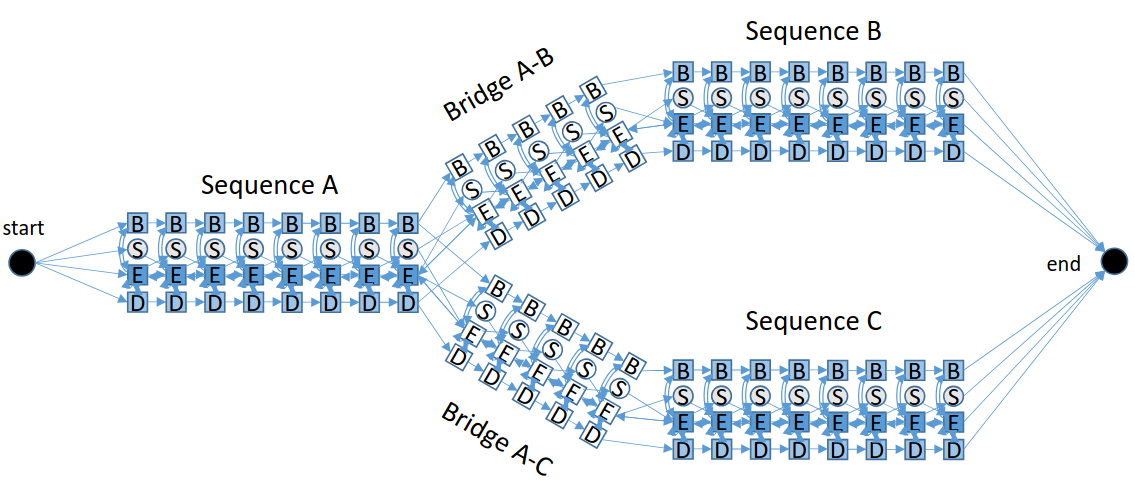 Sequence B
Bridge A-B
B B B B B B B B
S S S S S S S S
E E E E E E E E
D D D D D D D D
B B B B B
S S S S S
E E E E E
D D D D D
Sequence A
start
B B B B B B B B
S S S S S S S S
E E E E E E E E
D D D D D D D D
end
B B B B B
S S S S S
E E E E E
D D D D D
Bridge A-C
Sequence C
B B B B B B B B
S S S S S S S S
E E E E E E E E
D D D D D D D D